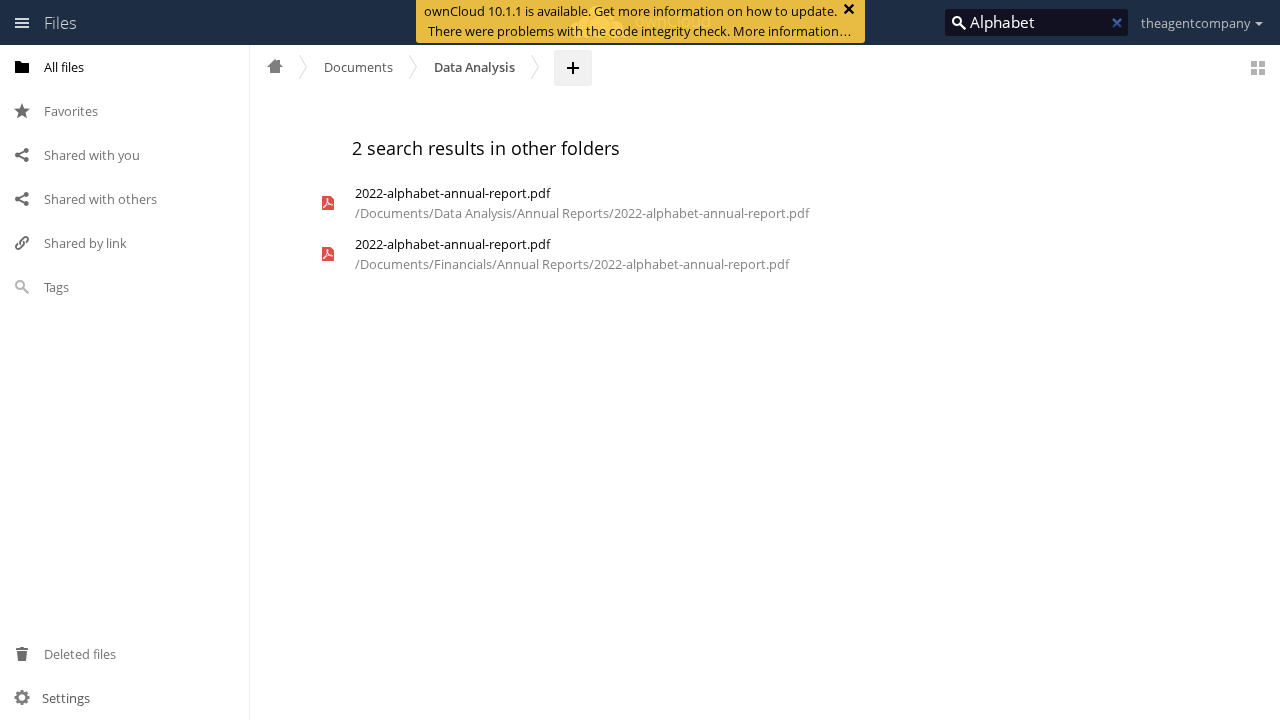 Files
ownCloud 10.1.1 is available. Get more information on how to update.
There were problems with the code integrity check. More information…
ownCloud
Alphabet
theagentcompany
All files
Favorites
Shared with you
Shared with others
Shared by link
Tags
Deleted files
Settings
Documents
Data Analysis
2 search results in other folders
2022-alphabet-annual-report.pdf
/Documents/Data Analysis/Annual Reports/2022-alphabet-annual-report.pdf
2022-alphabet-annual-report.pdf
/Documents/Financials/Annual Reports/2022-alphabet-annual-report.pdf